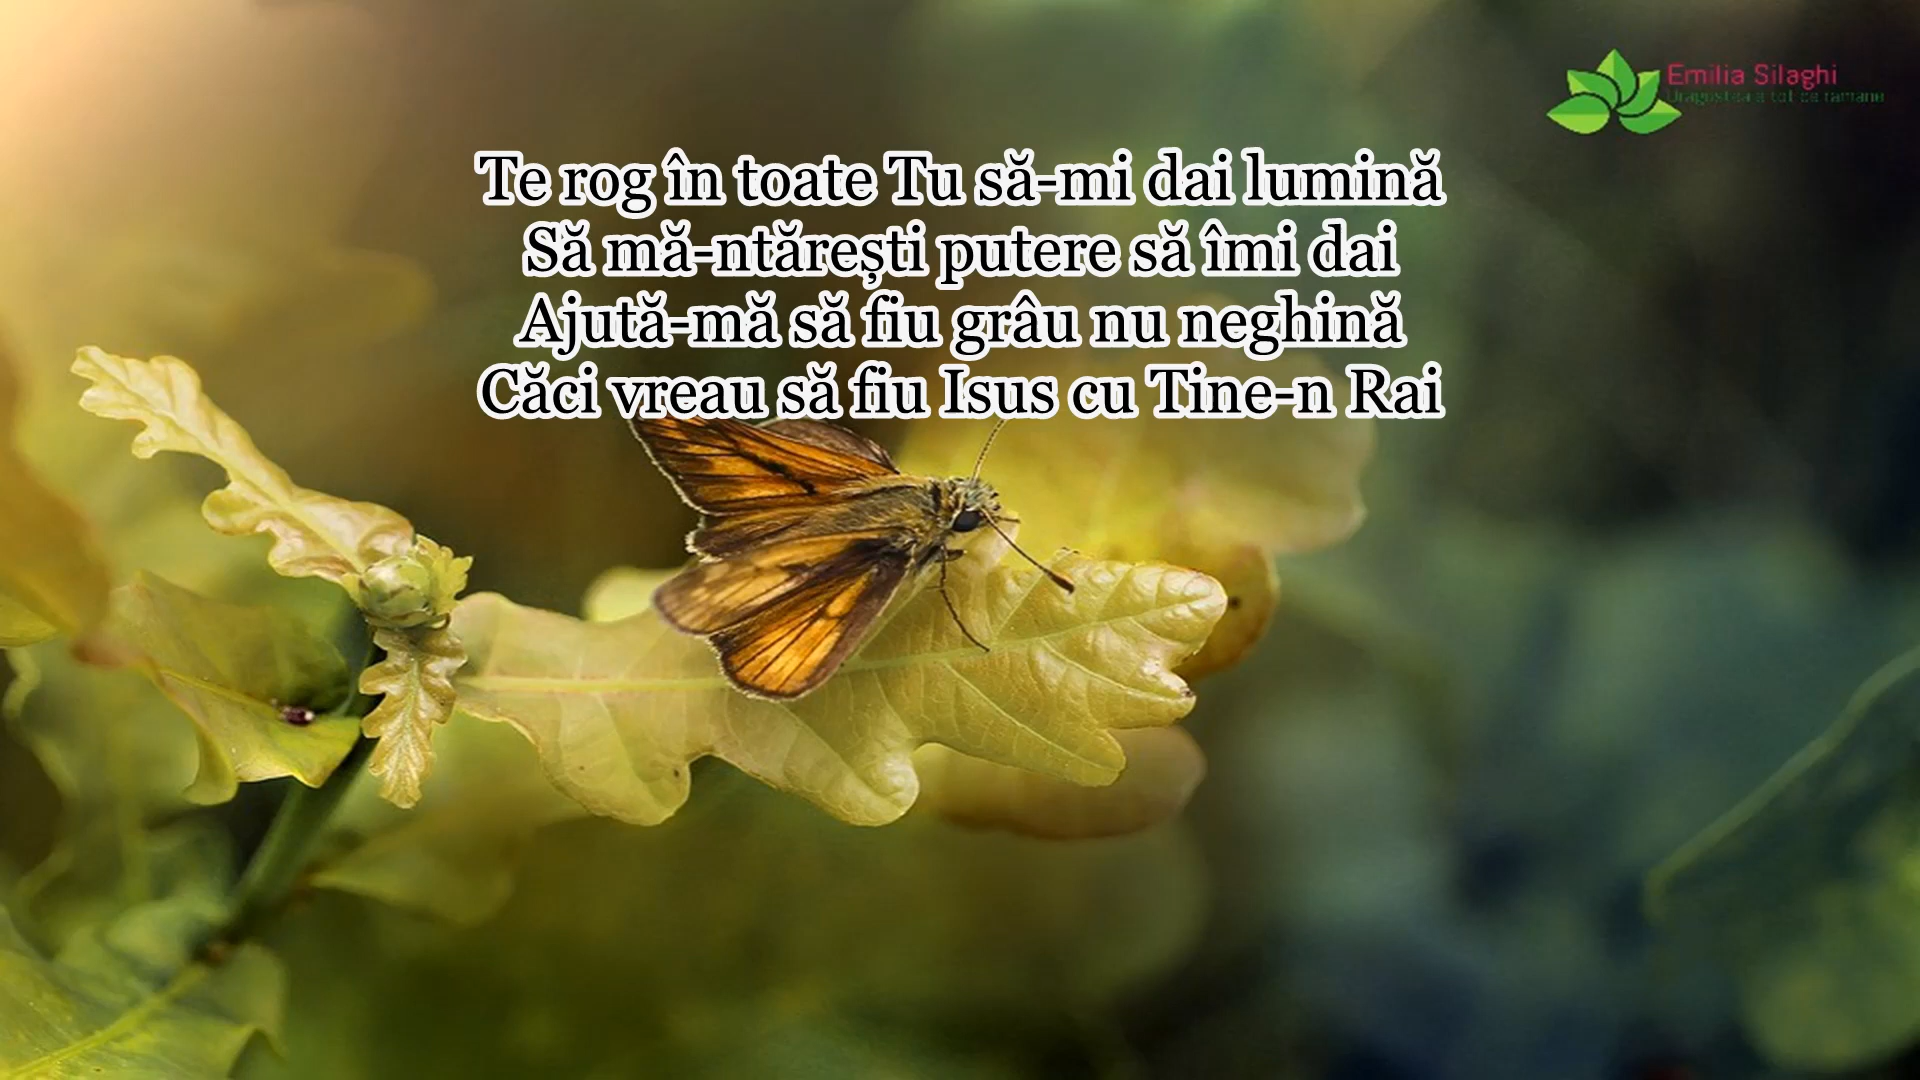 Emilia Silaghi
Te rog în toate Tu să-mi dai lumină
Să mă-ntărești putere să îmi dai
Ajută-mă să fiu grâu nu neghină
Căci vreau să fiu Isus cu Tine-n Rai